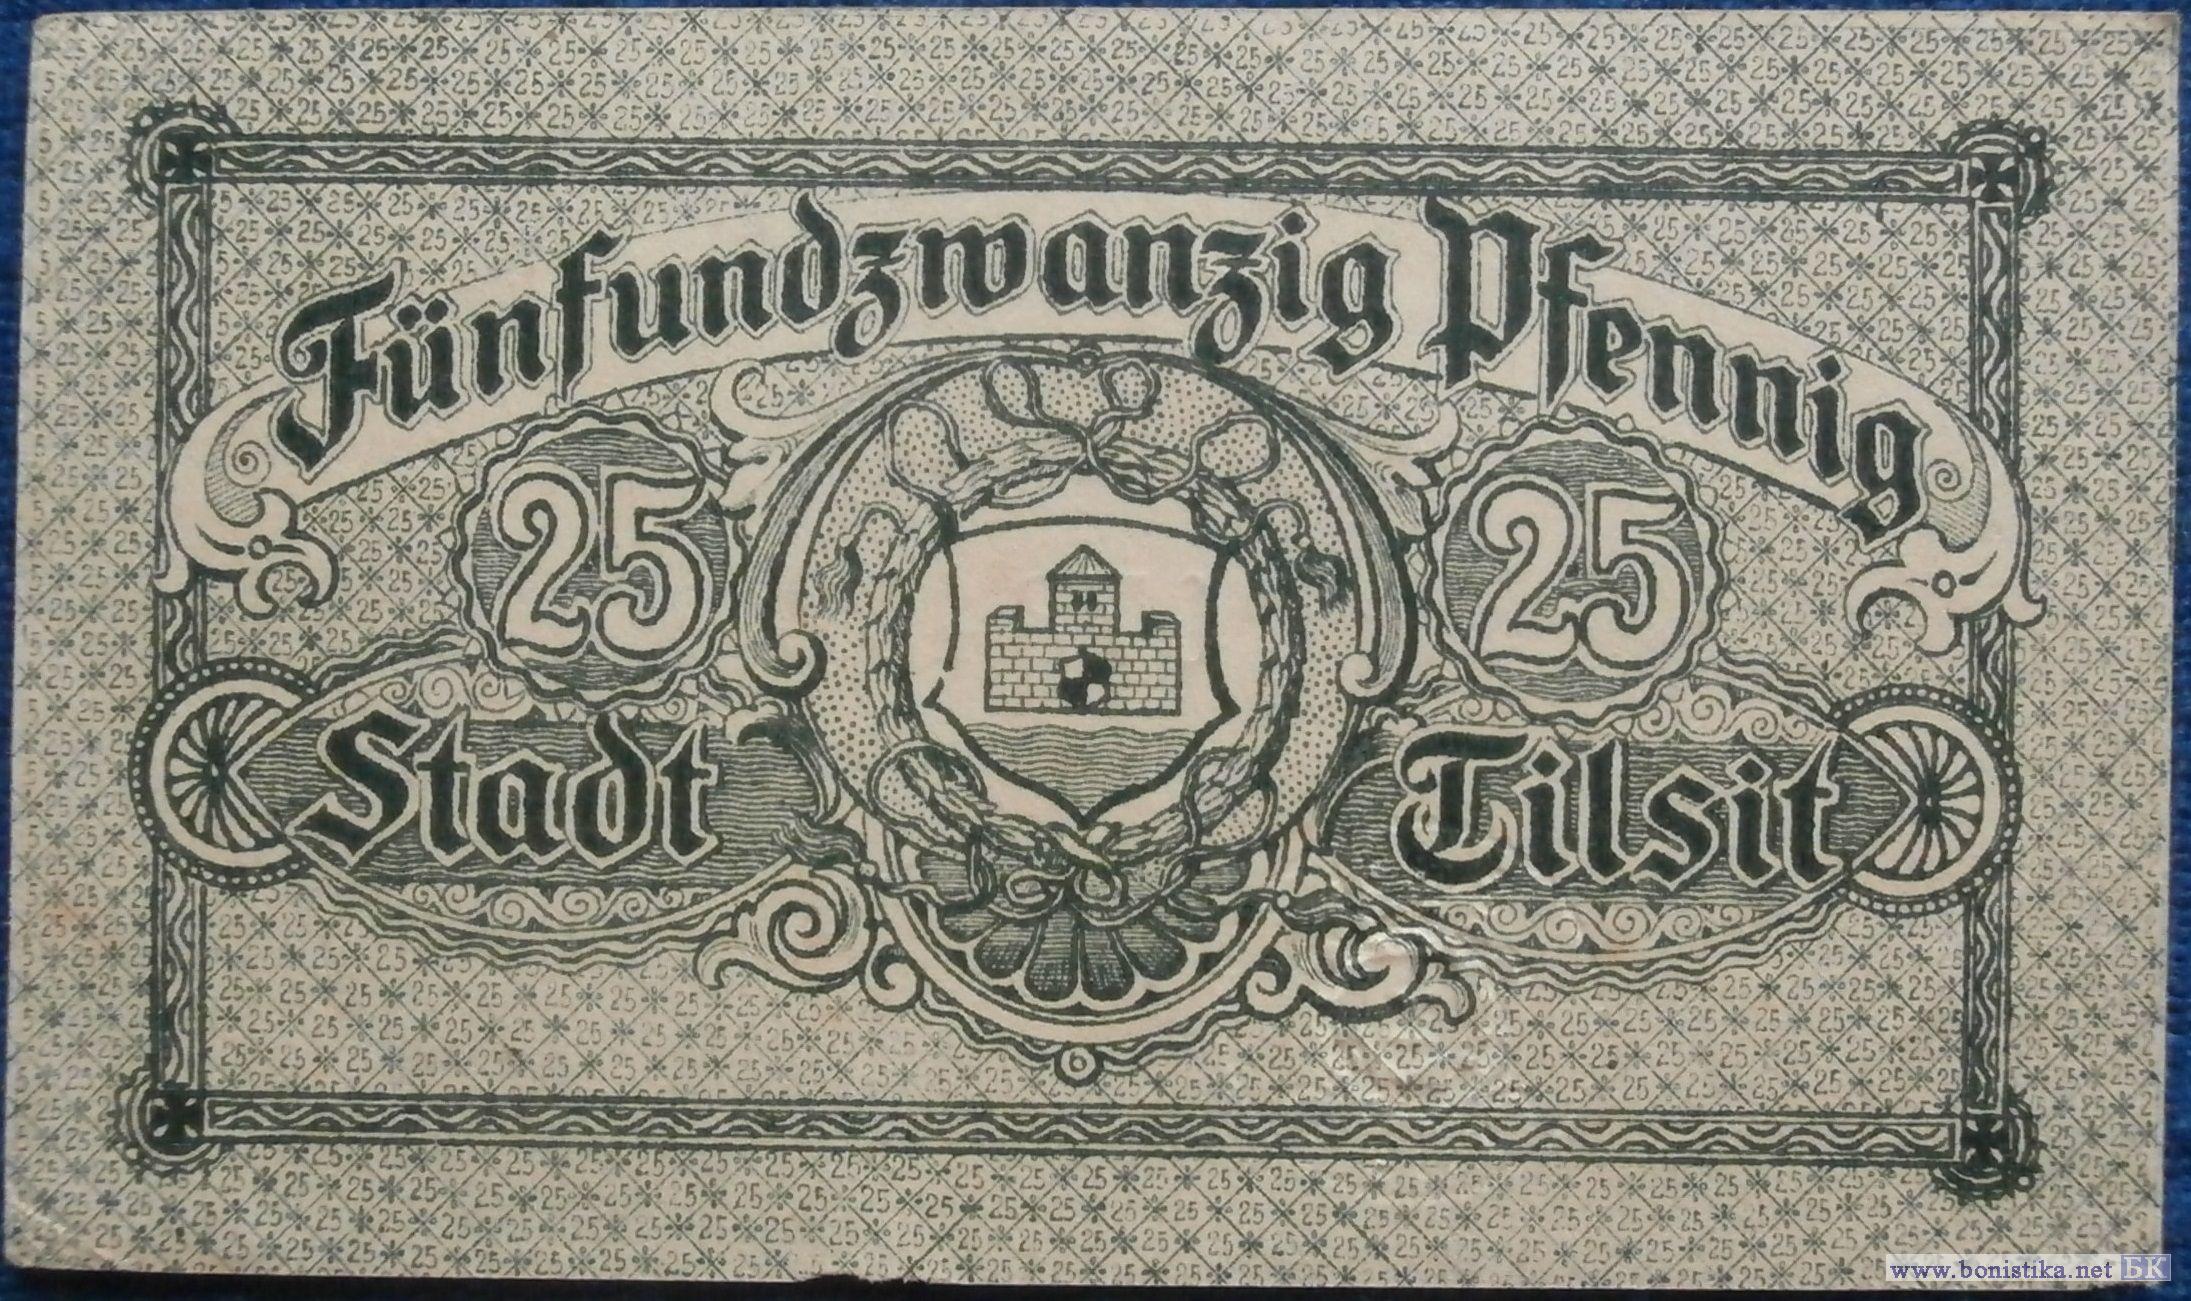 Fünfundzwanzig Pfennig
25 25
Stadt Tilsit
www.bonistika.net БК